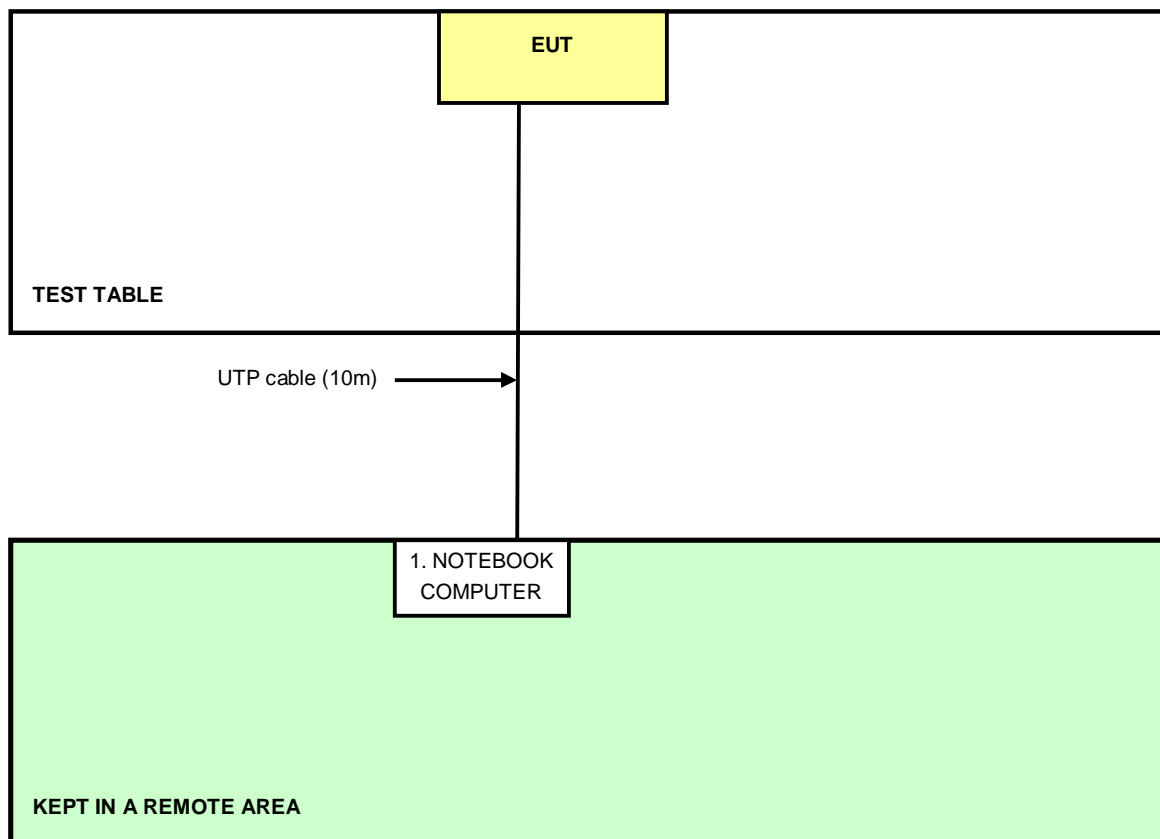 EUT
TEST TABLE
UTP cable (10m)
1. NOTEBOOK
COMPUTER
KEPT IN A REMOTE AREA